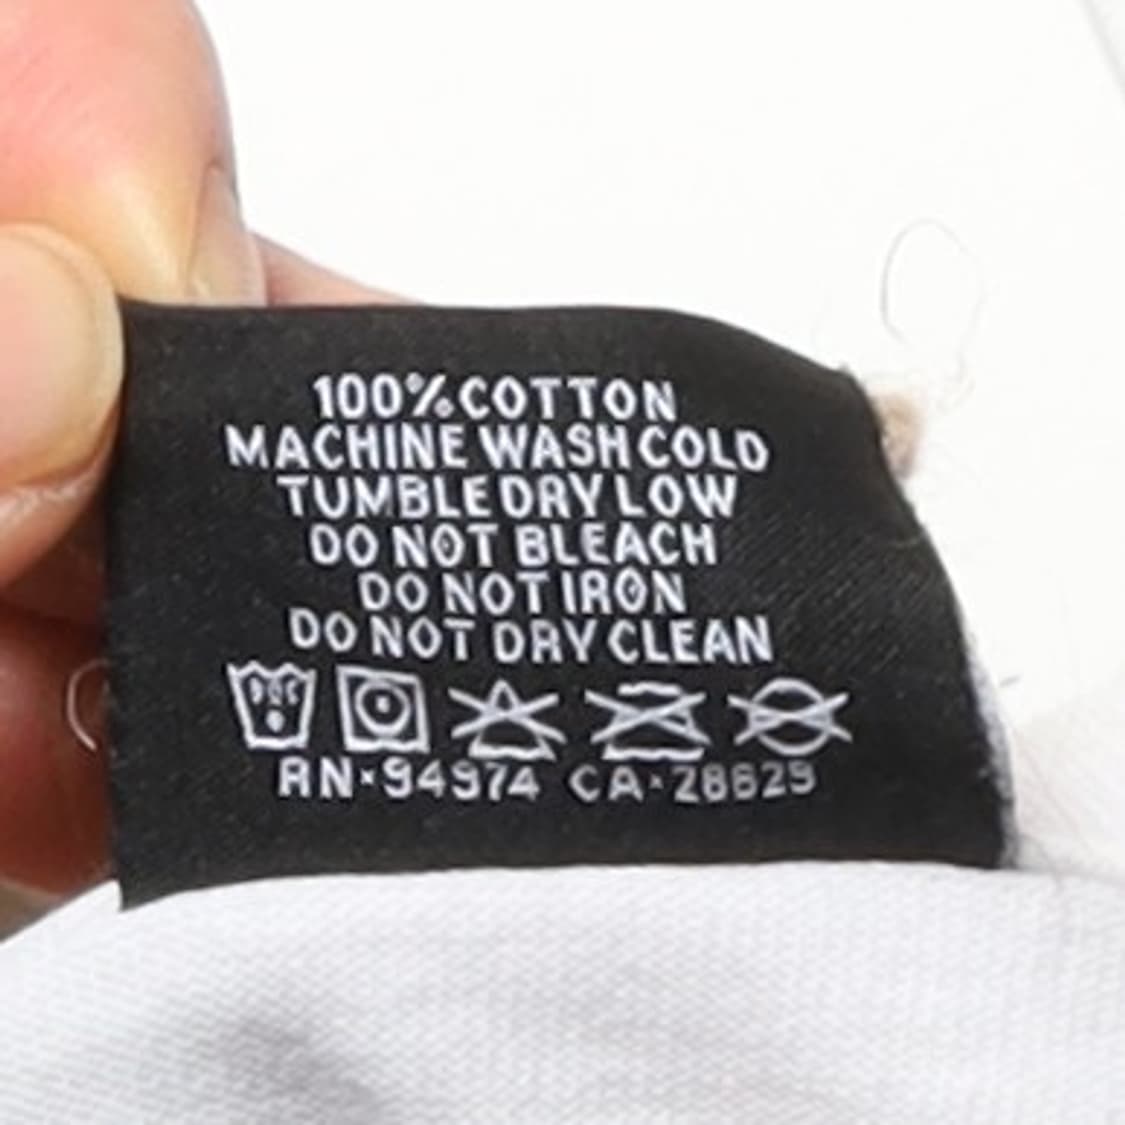 100% COTTON
MACHINE WASH COLD
TUMBLE DRY LOW
DO NOT BLEACH
DO NOT IRON
DO NOT DRY CLEAN
RN·94974 CA·28629